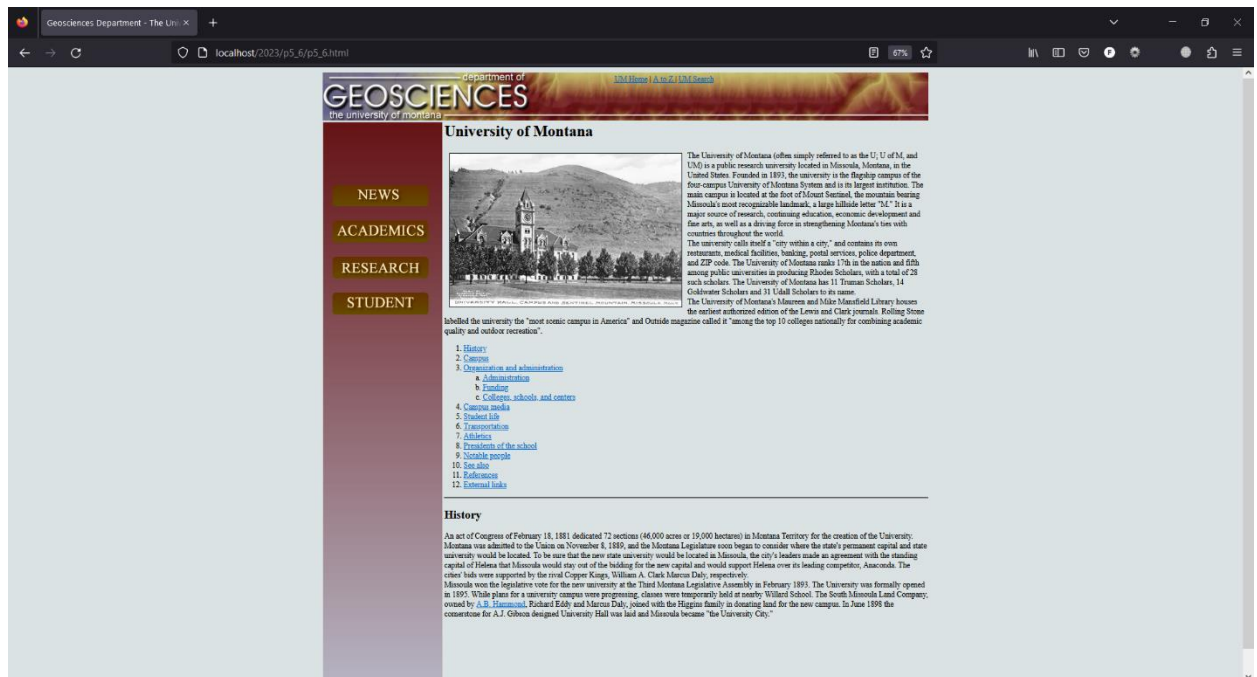 Geosciences Department - The Uni
localhost/2023/p5_6/p5_6.html
67%
department of
GEOSCIENCES
the university of montana
UM Home | A to Z | UM Search
NEWS
ACADEMICS
RESEARCH
STUDENT
University of Montana
The University of Montana (often simply referred to as the U; U of M, and
UM) is a public research university located in Missoula, Montana, in the
United States. Founded in 1893, the university is the flagship campus of the
four-campus University of Montana System and is its largest institution. The
main campus is located at the foot of Mount Sentinel, the mountain bearing
Missoula's most recognizable landmark, a large hillside letter "M." It is a
major source of research, continuing education, economic development and
fine arts, as well as a driving force in strengthening Montana's ties with
countries throughout the world.
The university calls itself a "city within a city," and contains its own
restaurants, medical facilities, banking, postal services, police department,
and ZIP code. The University of Montana ranks 17th in the nation and fifth
among public universities in producing Rhodes Scholars, with a total of 28
such scholars. The University of Montana has 11 Truman Scholars, 14
Goldwater Scholars and 31 Udall Scholars to its name.
The University of Montana's Maureen and Mike Mansfield Library houses
the earliest authorized edition of the Lewis and Clark journals. Rolling Stone
labelled the university the "most scenic campus in America" and Outside magazine called it "among the top 10 colleges nationally for combining academic
quality and outdoor recreation".
UNIVERSITY HALL, CAMPUS AND SENTINEL MOUNTAIN, MISSOULA
1. History
2. Campus
3. Organization and administration
a. Administration
b. Funding
c. Colleges, schools, and centers
4. Campus media
5. Student life
6. Transportation
7. Athletics
8. Presidents of the school
9. Notable people
10. See also
11. References
12. External links
History
An act of Congress of February 18, 1881 dedicated 72 sections (46,000 acres or 19,000 hectares) in Montana Territory for the creation of the University.
Montana was admitted to the Union on November 8, 1889, and the Montana Legislature soon began to consider where the state's permanent capital and state
university would be located. To be sure that the new state university would be located in Missoula, the city's leaders made an agreement with the standing
capital of Helena that Missoula would stay out of the bidding for the new capital and would support Helena over its leading competitor, Anaconda. The
cities' bids were supported by the rival Copper Kings, William A. Clark Marcus Daly, respectively.
Missoula won the legislative vote for the new university at the Third Montana Legislative Assembly in February 1893. The University was formally opened
in 1895. While plans for a university campus were progressing, classes were temporarily held at nearby Willard School. The South Missoula Land Company,
owned by A.B. Hammond, Richard Eddy and Marcus Daly, joined with the Higgins family in donating land for the new campus. In June 1898 the
cornerstone for A.J. Gibson designed University Hall was laid and Missoula became "the University City."